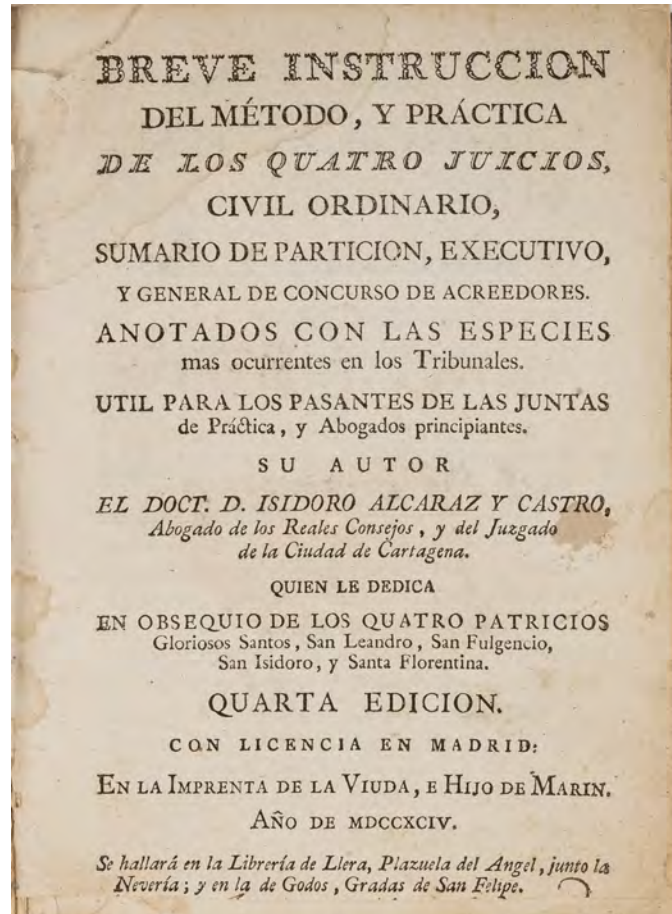 BREVE INSTRUCCION
DEL MÉTODO, Y PRÁCTICA
DE LOS QUATRO JUICIOS,
CIVIL ORDINARIO,
SUMARIO DE PARTICION, EXECUTIVO,
Y GENERAL DE CONCURSO DE ACREEDORES.
ANOTADOS CON LAS ESPECIES
mas ocurrentes en los Tribunales.
UTIL PARA LOS PASANTES DE LAS JUNTAS
de Práctica, y Abogados principiantes.
SU AUTOR
EL DOCT. D. ISIDORO ALCARAZ Y CASTRO,
Abogado de los Reales Consejos, y del Juzgado
de la Ciudad de Cartagena.
QUIEN LE DEDICA
EN OBSEQUIO DE LOS QUATRO PATRICIOS
Gloriosos Santos, San Leandro, San Fulgencio,
San Isidoro, y Santa Florentina.
QUARTA EDICION.
CON LICENCIA EN MADRID:
EN LA IMPRENTA DE LA VIUDA, E HIJO DE MARIN.
AÑO DE MDCCXCIV.
Se hallará en la Librería de Llera, Plazuela del Angel, junto la
Nevería; y en la de Godos, Gradas de San Felipe.